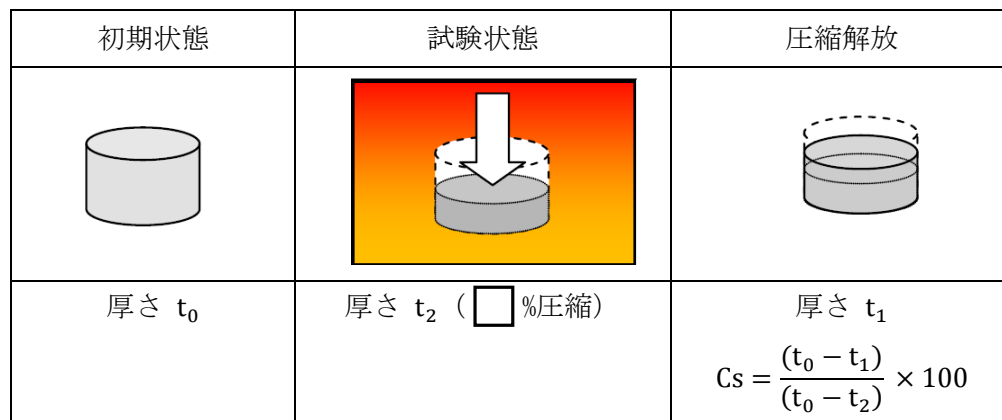 初期状態
試験状態
圧縮解放
厚さ t₀
厚さ t₂ ( □ %圧縮)
厚さ t₁
Cs = (t₀ − t₁) / (t₀ − t₂) × 100